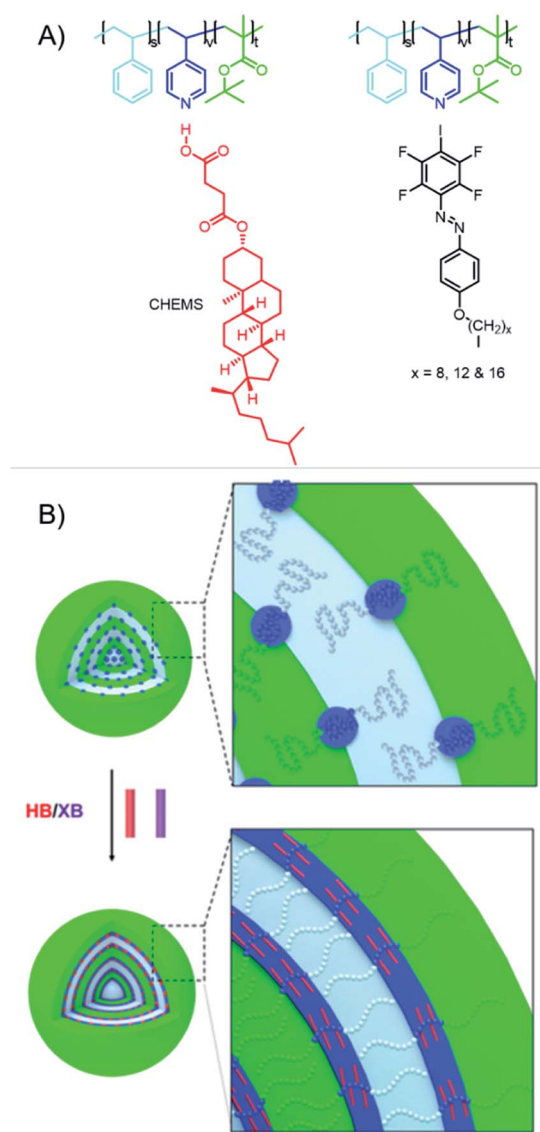 A)
s v t s v t
O O O O
N N
H
O O
O
O
CHEMS
H
H H
H
H
I
F F
F F
N
N
O
(CH₂)x
I
x = 8, 12 & 16
B)
HB/XB